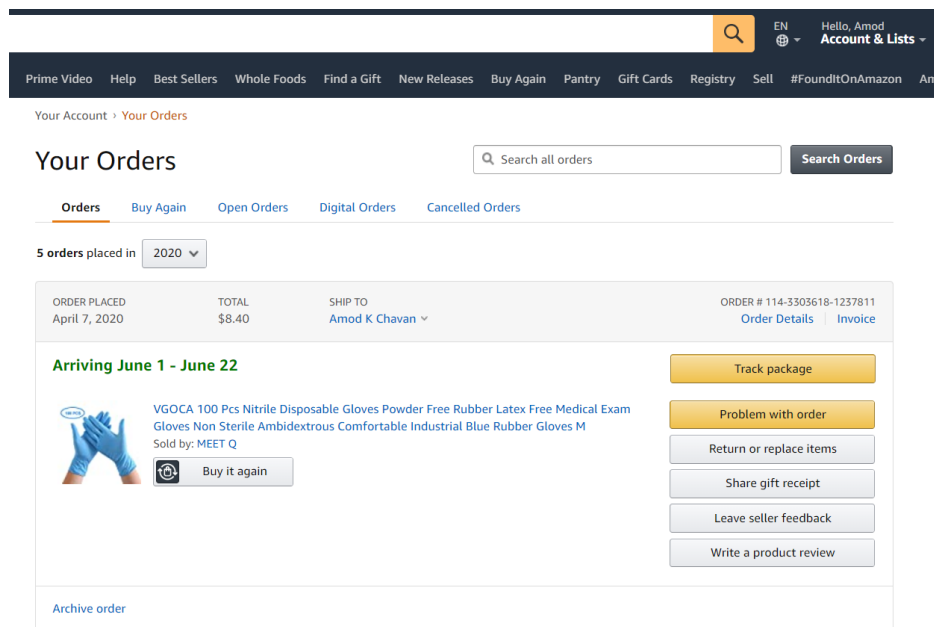 EN
Hello, Amod
Account & Lists
Prime Video Help Best Sellers Whole Foods Find a Gift New Releases Buy Again Pantry Gift Cards Registry Sell #FoundItOnAmazon Am
Your Account › Your Orders
Your Orders
Search all orders
Search Orders
Orders Buy Again Open Orders Digital Orders Cancelled Orders
5 orders placed in 2020
ORDER PLACED TOTAL SHIP TO ORDER # 114-3303618-1237811
April 7, 2020 $8.40 Amod K Chavan Order Details Invoice
Arriving June 1 - June 22
Track package
100 PCS
VGOCA 100 Pcs Nitrile Disposable Gloves Powder Free Rubber Latex Free Medical Exam
Gloves Non Sterile Ambidextrous Comfortable Industrial Blue Rubber Gloves M
Sold by: MEET Q
Buy it again
Problem with order
Return or replace items
Share gift receipt
Leave seller feedback
Write a product review
Archive order